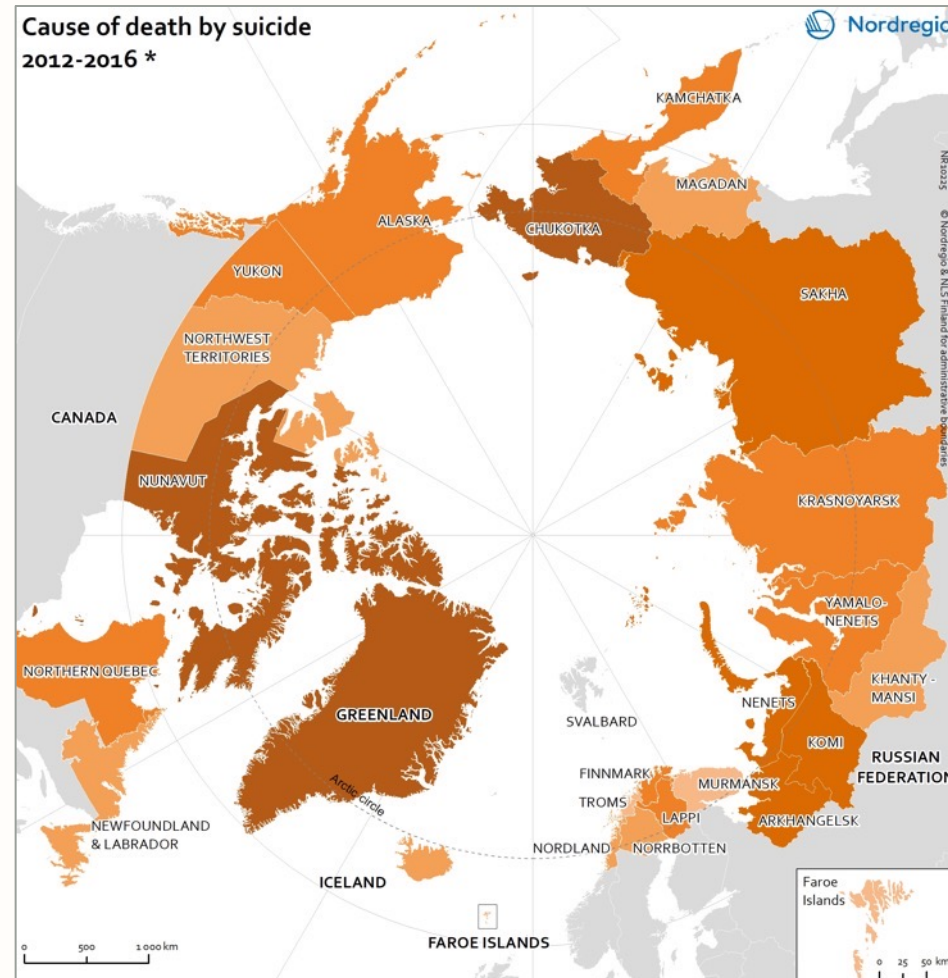 Cause of death by suicide
2012-2016 *
Nordregio
KAMCHATKA
MAGADAN
CHUKOTKA
ALASKA
YUKON
SAKHA
NORTHWEST
TERRITORIES
CANADA
NUNAVUT
KRASNOYARSK
YAMALO-
NENETS
NORTHERN QUEBEC
KHANTY -
MANSI
GREENLAND
SVALBARD
NENETS
KOMI
RUSSIAN
FEDERATION
FINNMARK
MURMANSK
TROMS
LAPPI
ARKHANGELSK
Arctic circle
NEWFOUNDLAND
& LABRADOR
NORDLAND
NORRBOTTEN
ICELAND
FAROE ISLANDS
Faroe
Islands
0 500 1 000 km
0 25 50 km
NR10225 © Nordregio & NLS Finland for administrative boundaries